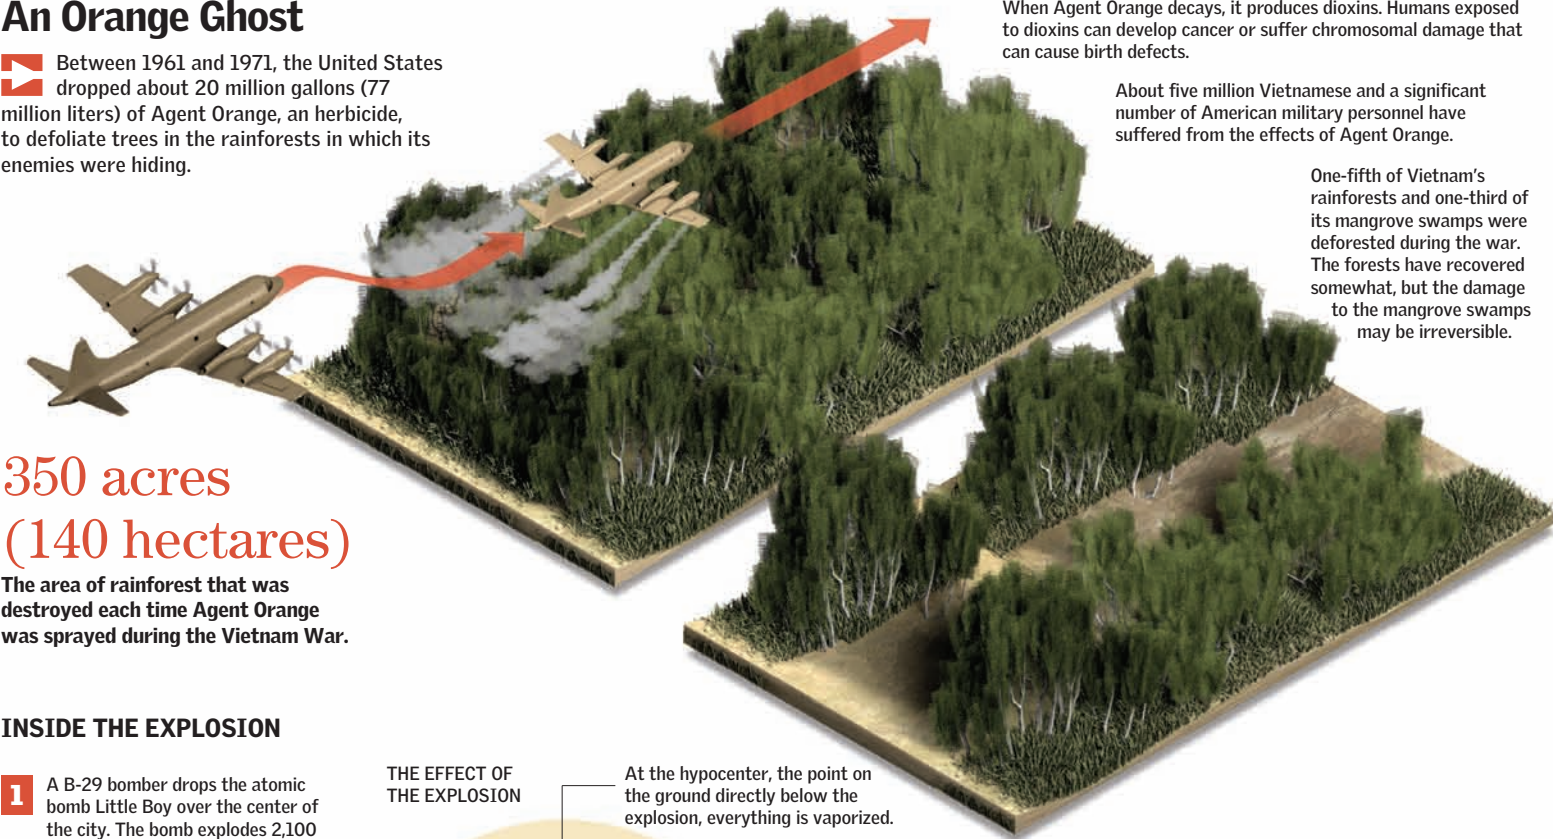 An Orange Ghost
Between 1961 and 1971, the United States
dropped about 20 million gallons (77
million liters) of Agent Orange, an herbicide,
to defoliate trees in the rainforests in which its
enemies were hiding.
When Agent Orange decays, it produces dioxins. Humans exposed
to dioxins can develop cancer or suffer chromosomal damage that
can cause birth defects.
About five million Vietnamese and a significant
number of American military personnel have
suffered from the effects of Agent Orange.
One-fifth of Vietnam's
rainforests and one-third of
its mangrove swamps were
deforested during the war.
The forests have recovered
somewhat, but the damage
to the mangrove swamps
may be irreversible.
350 acres
(140 hectares)
The area of rainforest that was
destroyed each time Agent Orange
was sprayed during the Vietnam War.
INSIDE THE EXPLOSION
1
A B-29 bomber drops the atomic
bomb Little Boy over the center of
the city. The bomb explodes 2,100
THE EFFECT OF
THE EXPLOSION
At the hypocenter, the point on
the ground directly below the
explosion, everything is vaporized.